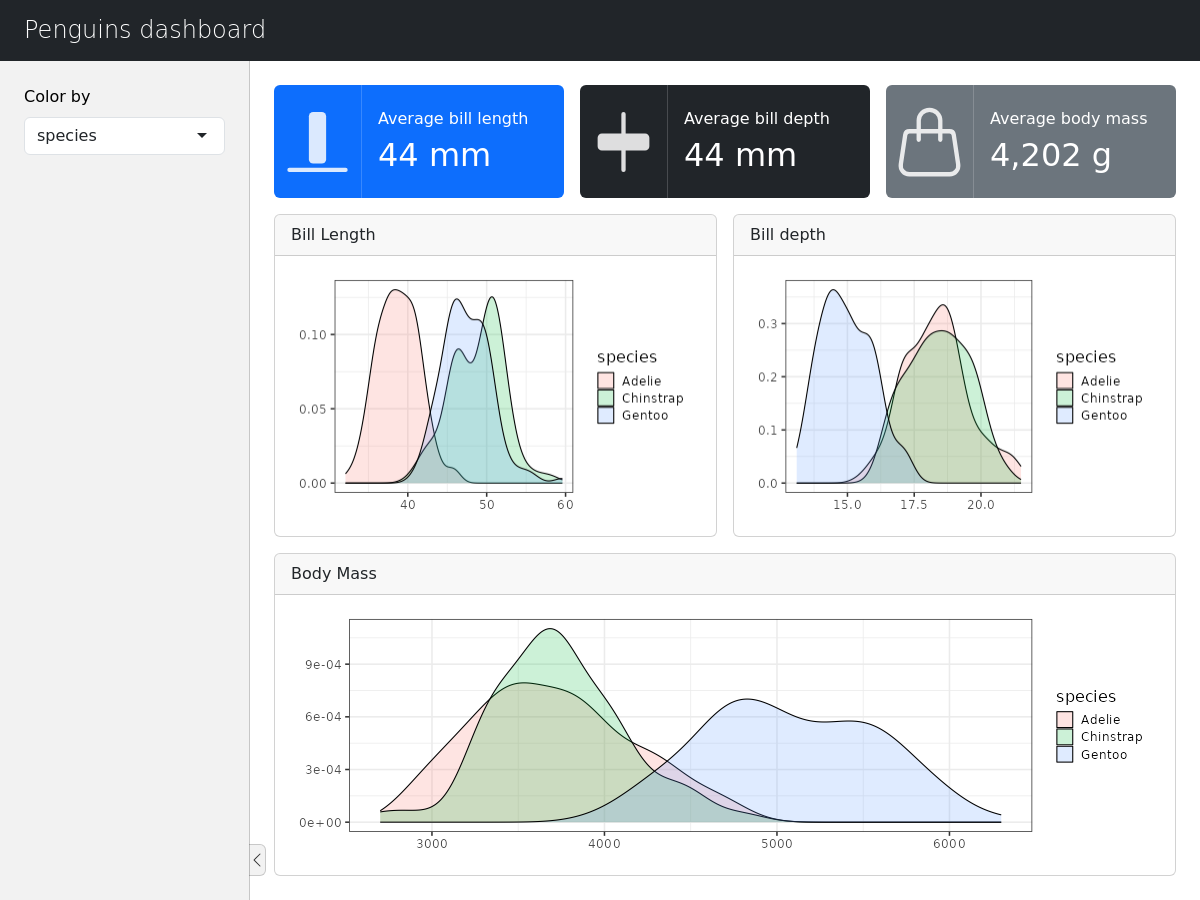 Penguins dashboard
Color by
species
Average bill length
44 mm
Average bill depth
44 mm
Average body mass
4,202 g
Bill Length
0.10
0.05
0.00
40 50 60
species
Adelie
Chinstrap
Gentoo
Bill depth
0.3
0.2
0.1
0.0
15.0 17.5 20.0
species
Adelie
Chinstrap
Gentoo
Body Mass
9e-04
6e-04
3e-04
0e+00
3000 4000 5000 6000
species
Adelie
Chinstrap
Gentoo